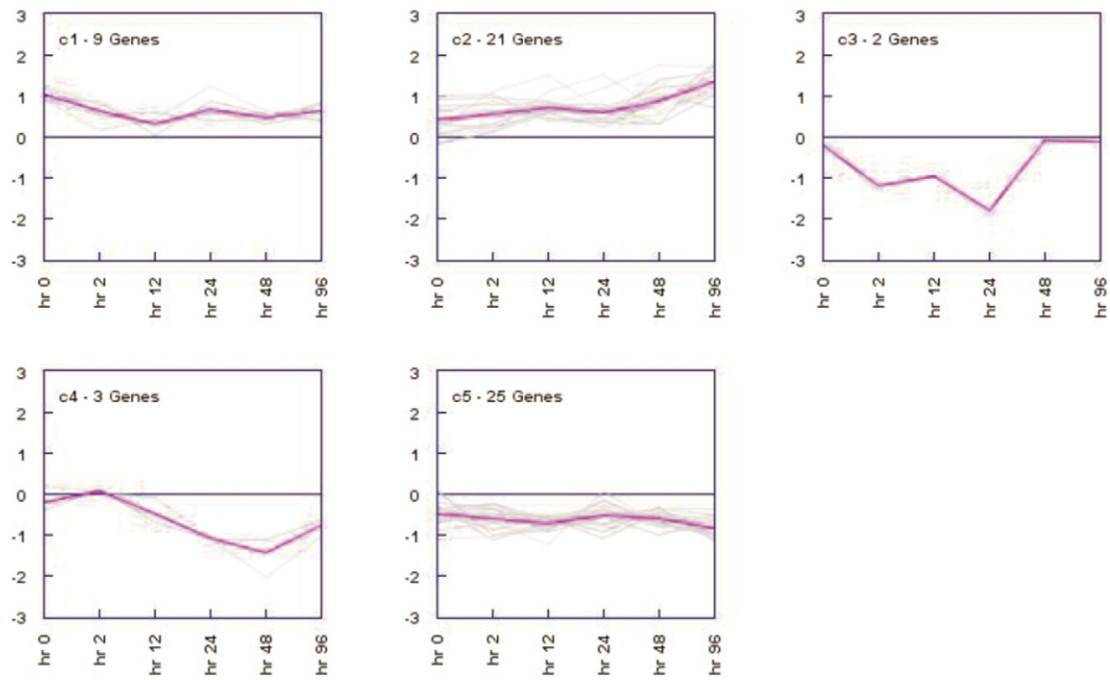 c1 - 9 Genes
3
2
1
0
-1
-2
-3
hr 0
hr 2
hr 12
hr 24
hr 48
hr 96
c2 - 21 Genes
3
2
1
0
-1
-2
-3
hr 0
hr 2
hr 12
hr 24
hr 48
hr 96
c3 - 2 Genes
3
2
1
0
-1
-2
-3
hr 0
hr 2
hr 12
hr 24
hr 48
hr 96
c4 - 3 Genes
3
2
1
0
-1
-2
-3
hr 0
hr 2
hr 12
hr 24
hr 48
hr 96
c5 - 25 Genes
3
2
1
0
-1
-2
-3
hr 0
hr 2
hr 12
hr 24
hr 48
hr 96